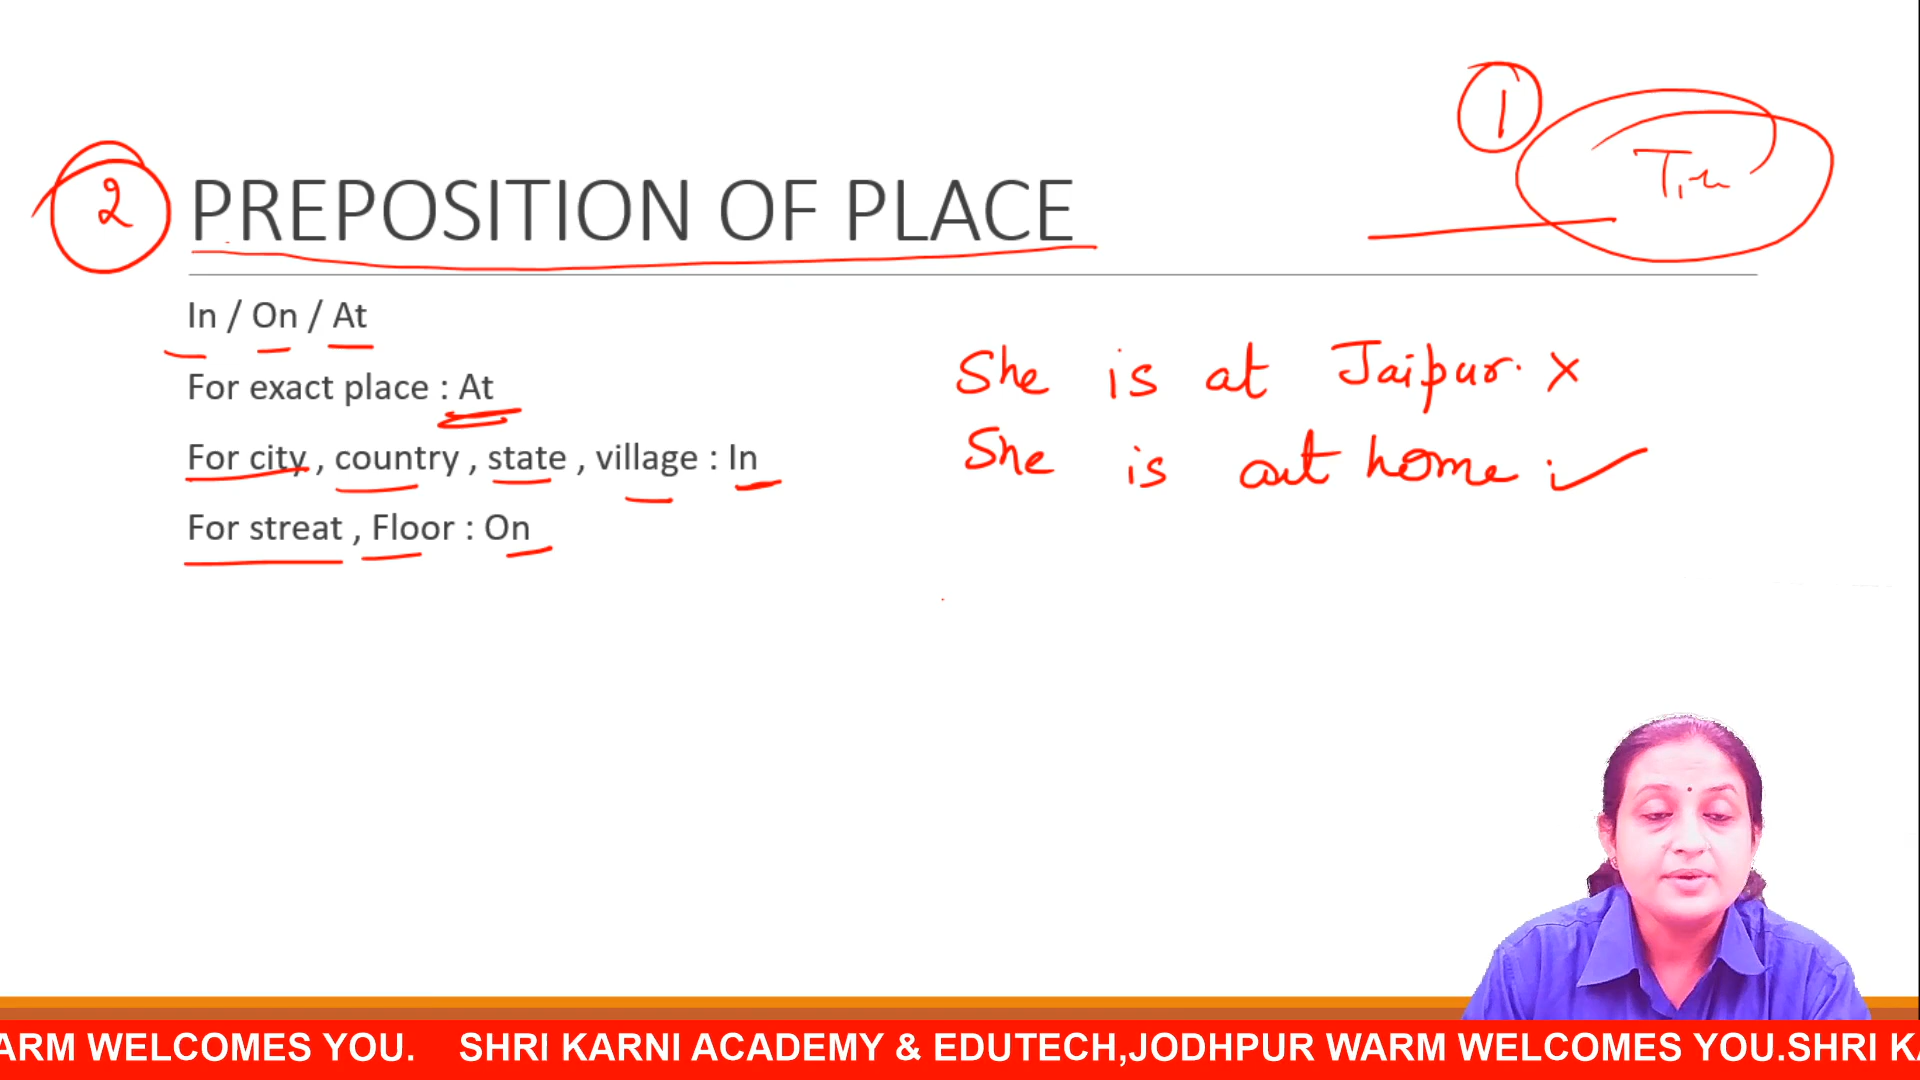 1
2 PREPOSITION OF PLACE
In / On / At
For exact place : At
She is at Jaipur. ×
For city , country , state , village : In
She is at home. ✓
For streat , Floor : On
ARM WELCOMES YOU. SHRI KARNI ACADEMY & EDUTECH,JODHPUR WARM WELCOMES YOU.SHRI KA